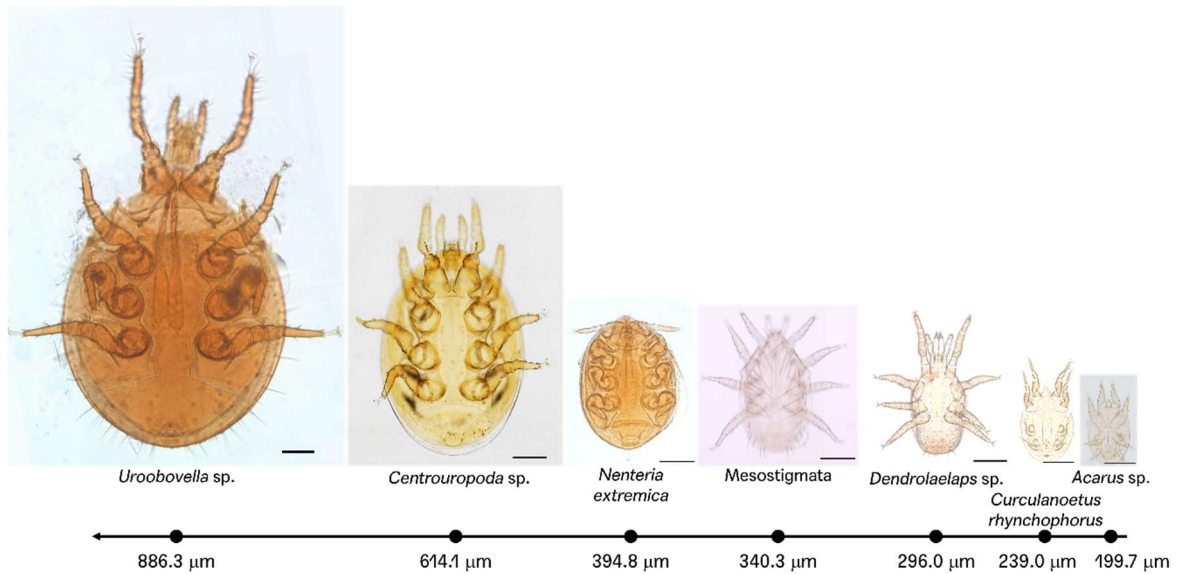 Uroobovella sp.
Centrouropoda sp.
Nenteria
extremica
Mesostigmata
Dendrolaelaps sp.
Curculanoetus
rhynchophorus
Acarus sp.
886.3 μm
614.1 μm
394.8 μm
340.3 μm
296.0 μm
239.0 μm
199.7 μm